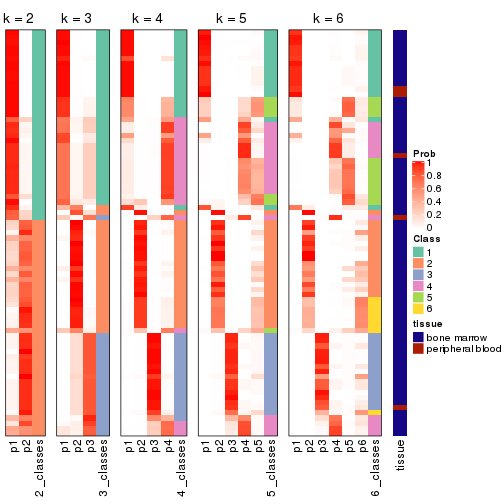 k = 2
k = 3
k = 4
k = 5
k = 6
Prob
1
0.8
0.6
0.4
0.2
0
Class
1
2
3
4
5
6
tissue
bone marrow
peripheral blood
p1
p2
2_classes
p1
p2
p3
3_classes
p1
p2
p3
p4
4_classes
p1
p2
p3
p4
p5
5_classes
p1
p2
p3
p4
p5
p6
6_classes
tissue